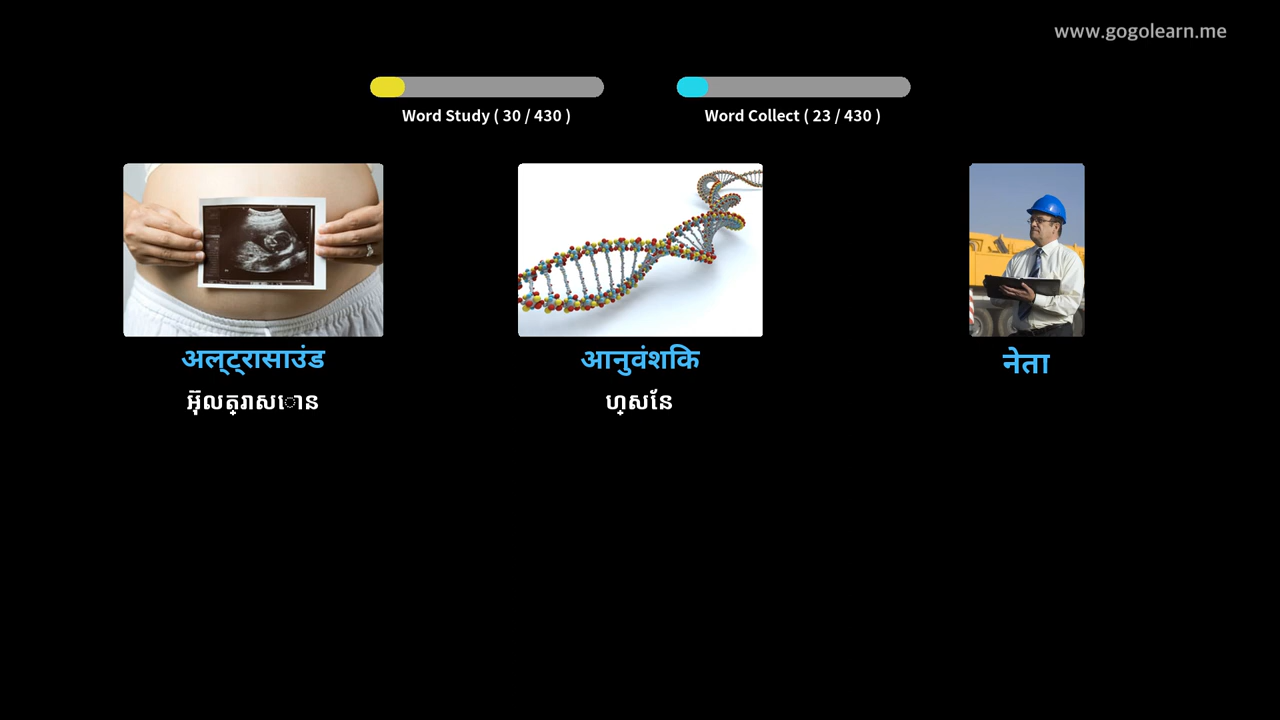 www.gogolearn.me
Word Study ( 30 / 430 )
Word Collect ( 23 / 430 )
अल्ट्रासाउंड
आनुवंशिक
नेता
អ៊ុលត្រាសោន
ហ្សែន